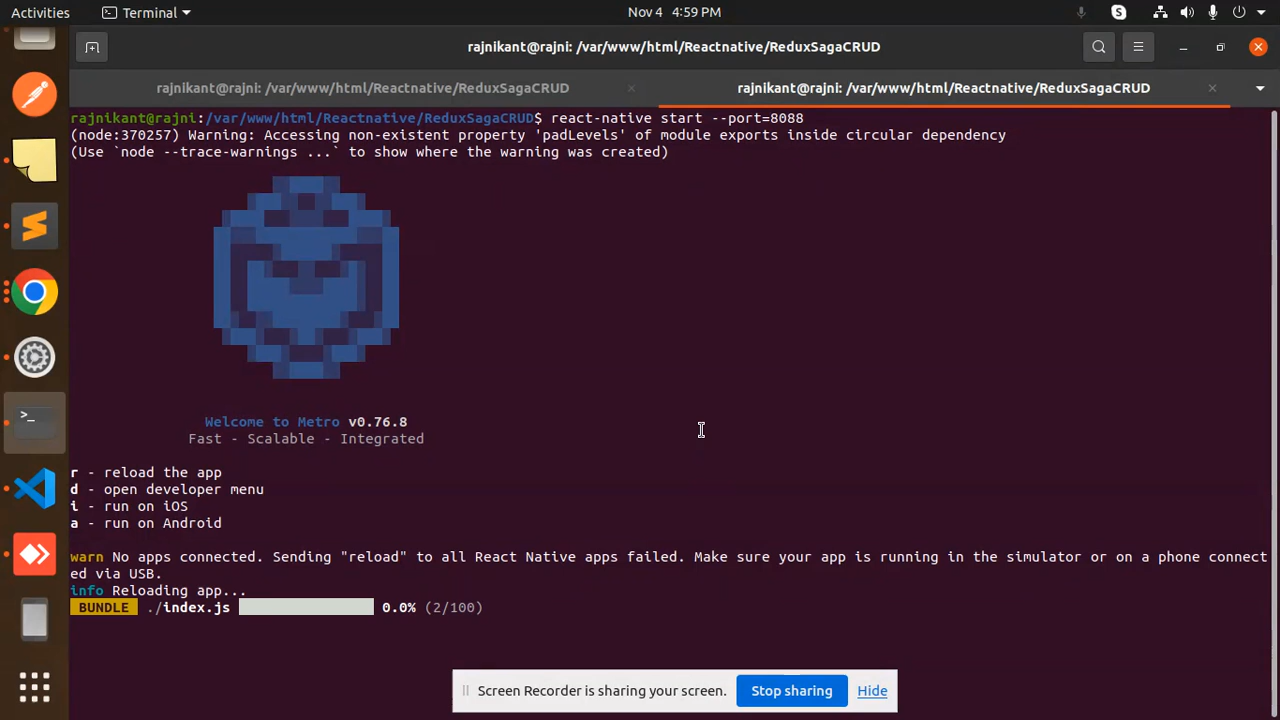 Activities
Terminal
Nov 4 4:59 PM
rajnikant@rajni: /var/www/html/Reactnative/ReduxSagaCRUD
rajnikant@rajni: /var/www/html/Reactnative/ReduxSagaCRUD
rajnikant@rajni: /var/www/html/Reactnative/ReduxSagaCRUD
rajnikant@rajni:/var/www/html/Reactnative/ReduxSagaCRUD$ react-native start --port=8088
(node:370257) Warning: Accessing non-existent property 'padLevels' of module exports inside circular dependency
(Use `node --trace-warnings ...` to show where the warning was created)
Welcome to Metro v0.76.8
Fast - Scalable - Integrated
r - reload the app
d - open developer menu
i - run on iOS
a - run on Android
warn No apps connected. Sending "reload" to all React Native apps failed. Make sure your app is running in the simulator or on a phone connect
ed via USB.
info Reloading app...
BUNDLE ./index.js 0.0% (2/100)
Screen Recorder is sharing your screen.
Stop sharing
Hide